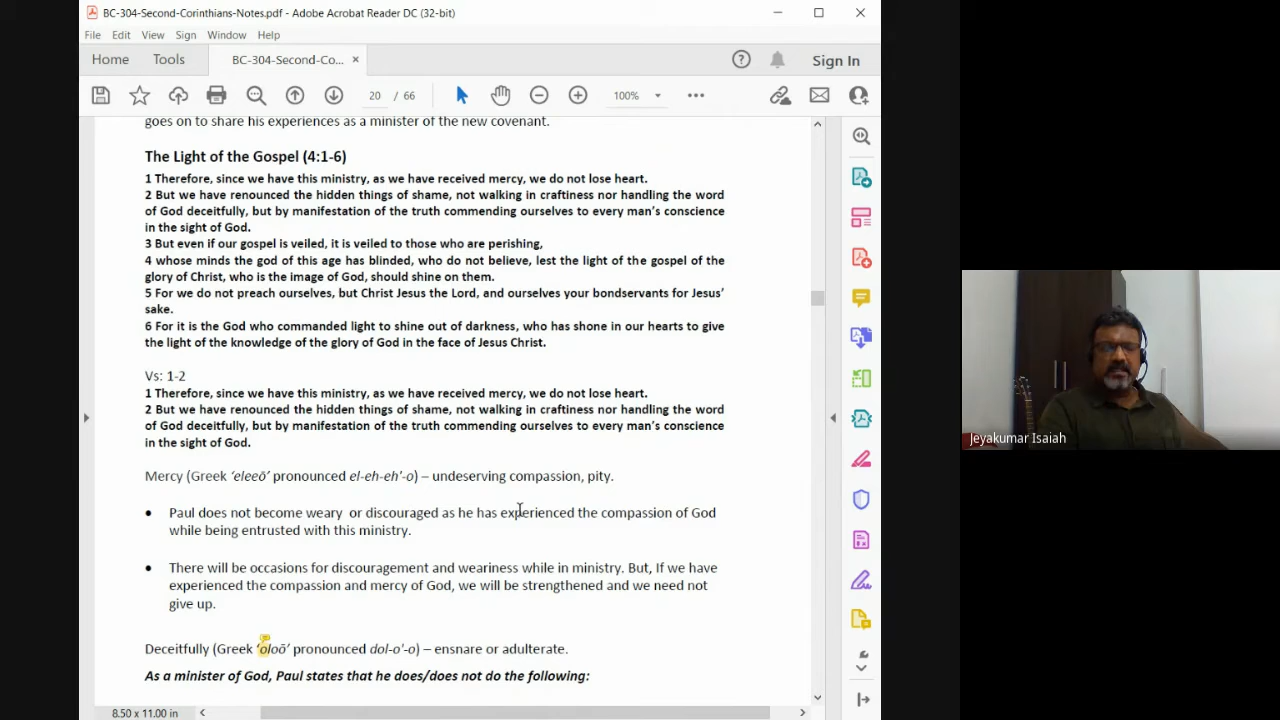 BC-304-Second-Corinthians-Notes.pdf - Adobe Acrobat Reader DC (32-bit)
File Edit View Sign Window Help
Home Tools BC-304-Second-Co... × Sign In
20 / 66 100%
goes on to share his experiences as a minister of the new covenant.
The Light of the Gospel (4:1-6)
1 Therefore, since we have this ministry, as we have received mercy, we do not lose heart.
2 But we have renounced the hidden things of shame, not walking in craftiness nor handling the word
of God deceitfully, but by manifestation of the truth commending ourselves to every man's conscience
in the sight of God.
3 But even if our gospel is veiled, it is veiled to those who are perishing,
4 whose minds the god of this age has blinded, who do not believe, lest the light of the gospel of the
glory of Christ, who is the image of God, should shine on them.
5 For we do not preach ourselves, but Christ Jesus the Lord, and ourselves your bondservants for Jesus'
sake.
6 For it is the God who commanded light to shine out of darkness, who has shone in our hearts to give
the light of the knowledge of the glory of God in the face of Jesus Christ.
Vs: 1-2
1 Therefore, since we have this ministry, as we have received mercy, we do not lose heart.
2 But we have renounced the hidden things of shame, not walking in craftiness nor handling the word
of God deceitfully, but by manifestation of the truth commending ourselves to every man's conscience
in the sight of God.
Mercy (Greek 'eleeō' pronounced el-eh-eh'-o) – undeserving compassion, pity.
• Paul does not become weary or discouraged as he has experienced the compassion of God
while being entrusted with this ministry.
• There will be occasions for discouragement and weariness while in ministry. But, If we have
experienced the compassion and mercy of God, we will be strengthened and we need not
give up.
Deceitfully (Greek 'oloō' pronounced dol-o'-o) – ensnare or adulterate.
As a minister of God, Paul states that he does/does not do the following:
8.50 x 11.00 in
Jeyakumar Isaiah